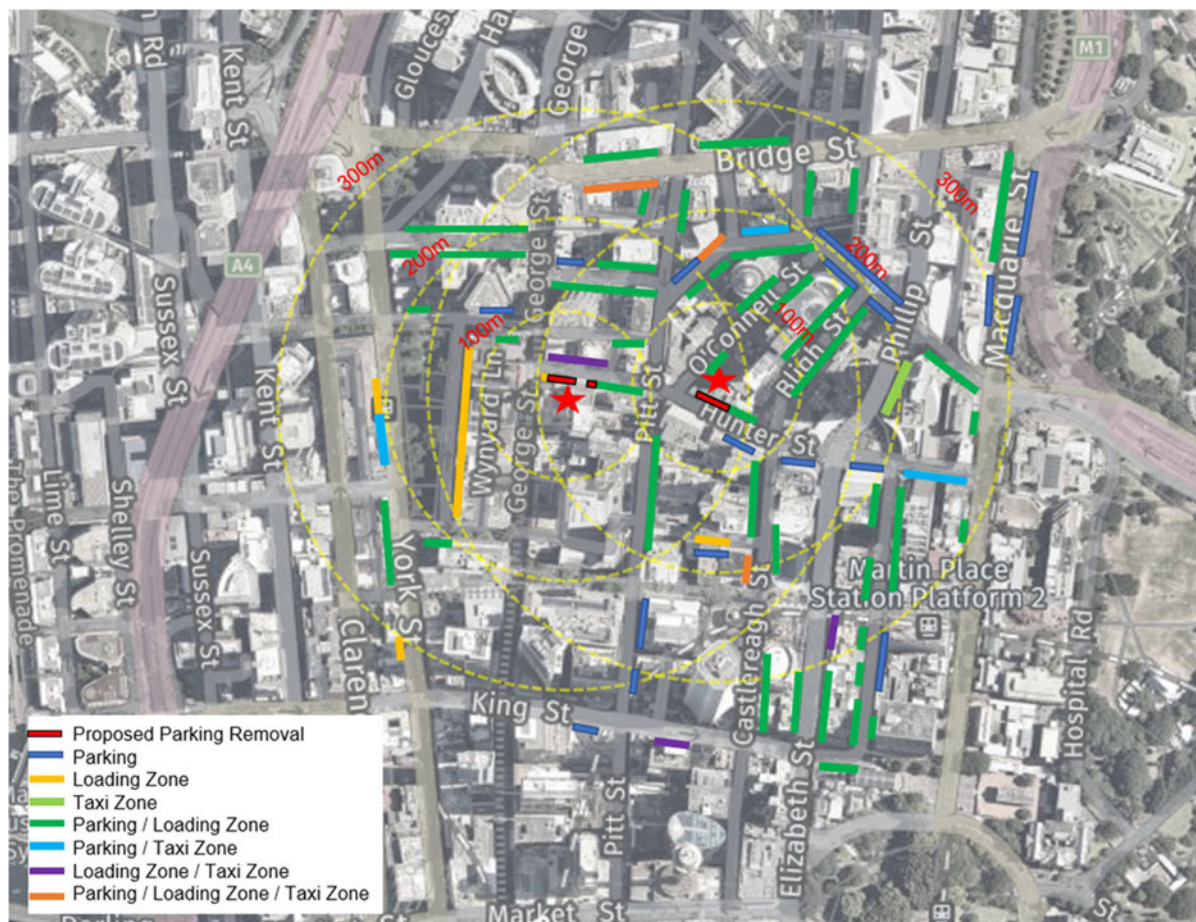 Rd
Kent St
Glouces
Ha
George
M1
300m
Bridge St
300m
A4
200m
George St
200m
St
Macquarie St
Sussex St
100m
O'Connell St
100m
Phillip
Kent St
Wynyard Ln
George St
Pitt St
Bligh St
Hunter St
The Promenade
Lime St
Shelley St
Sussex St
York St
Martin Place
Station Platform 2
Claren
Castlereagh St
Hospital Rd
King St
Proposed Parking Removal
Parking
Loading Zone
Taxi Zone
Parking / Loading Zone
Parking / Taxi Zone
Loading Zone / Taxi Zone
Parking / Loading Zone / Taxi Zone
Pitt St
Elizabeth St
Darling
St
Market St
St